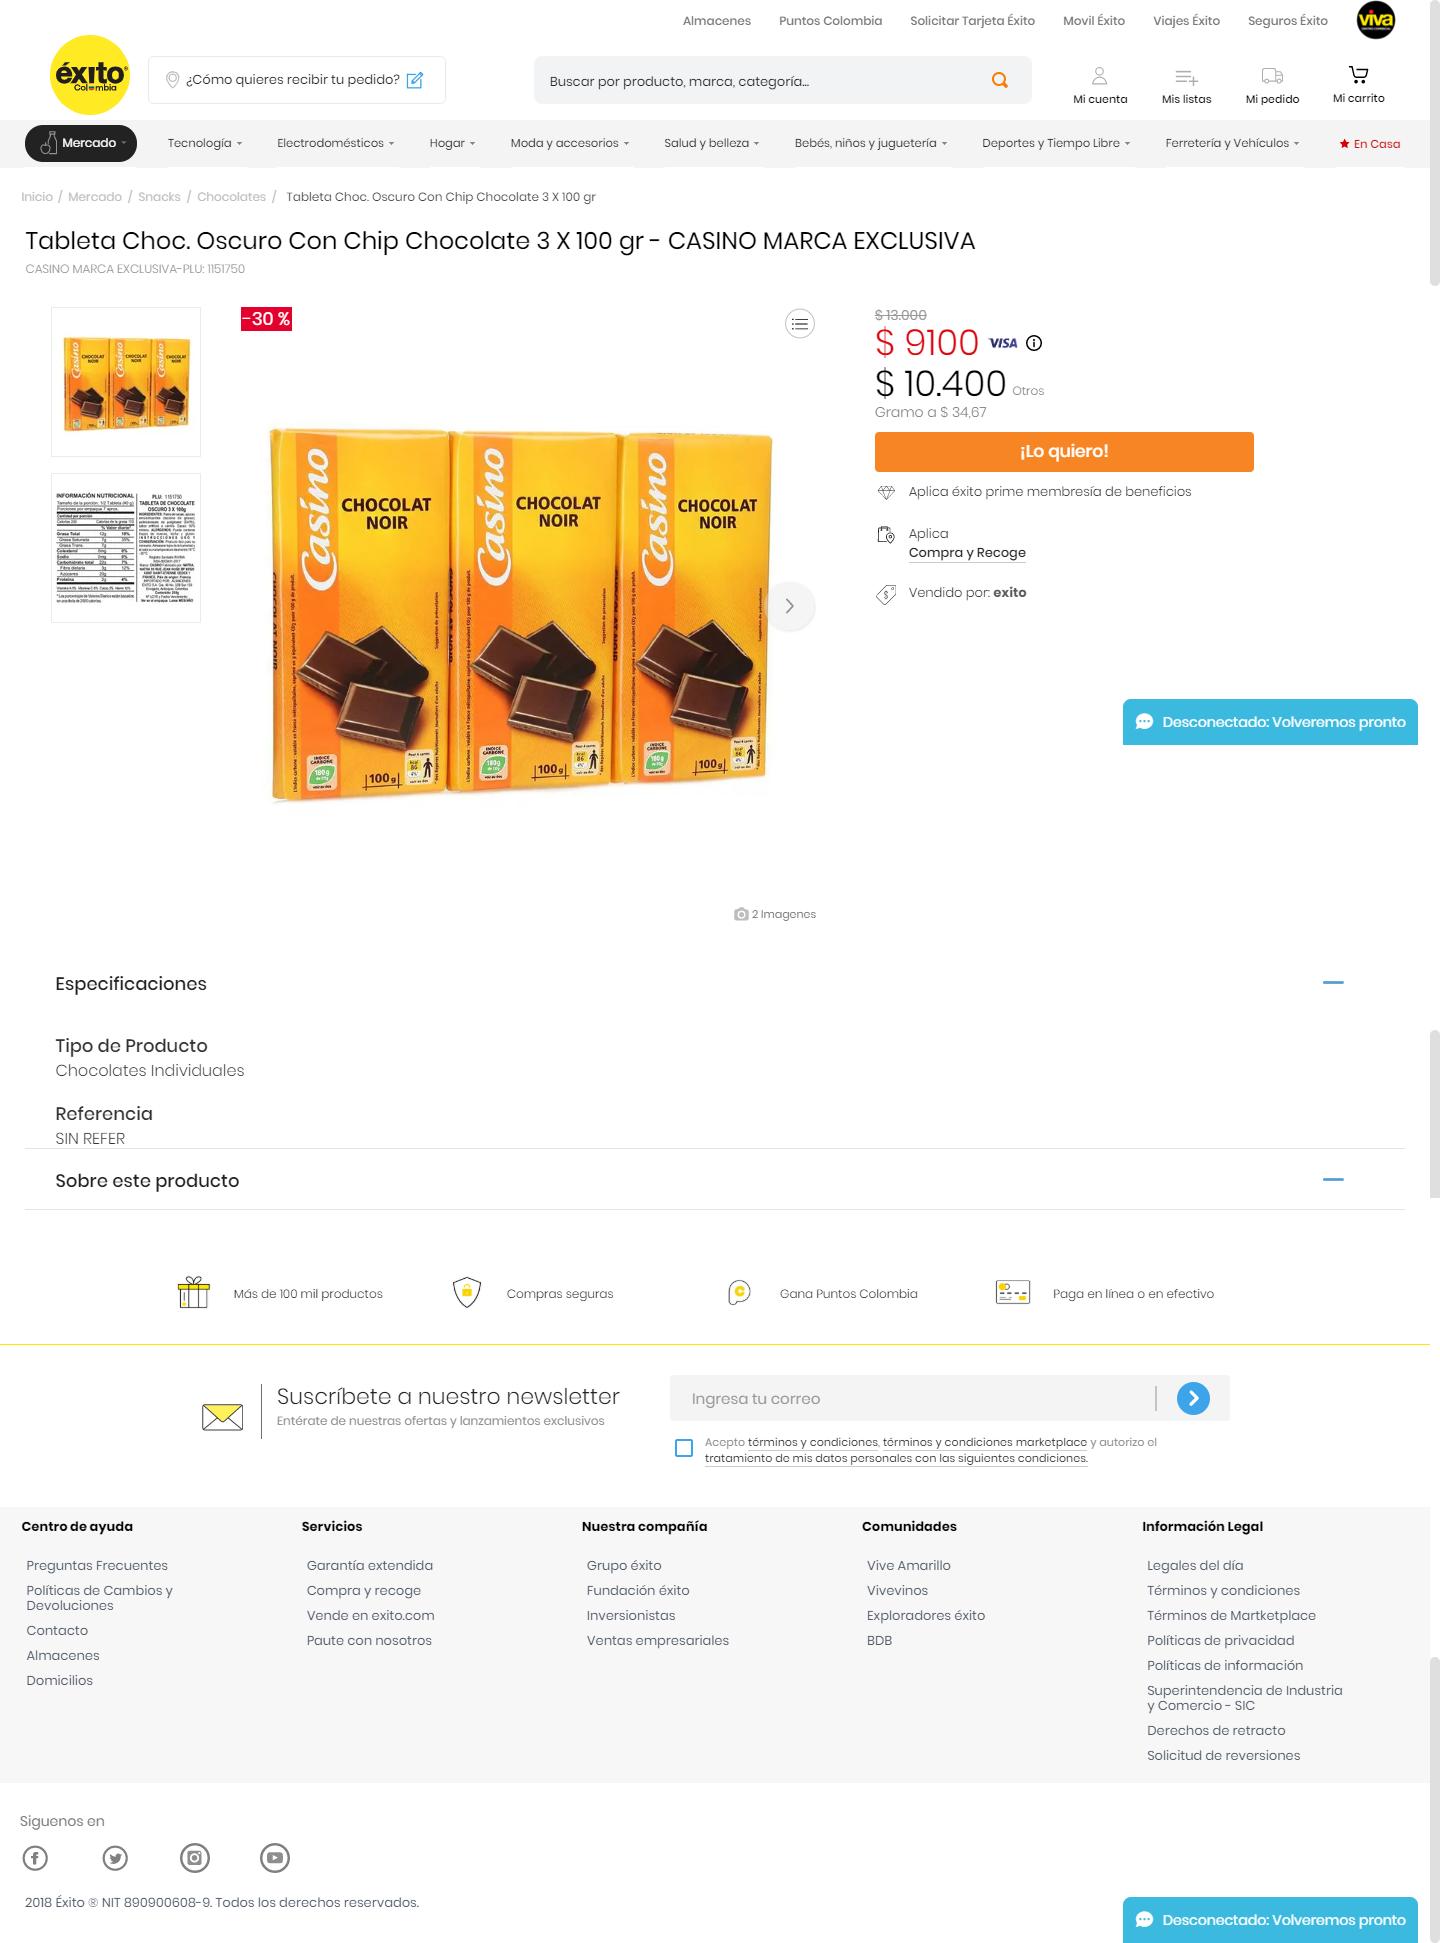 Almacenes
Puntos Colombia
Solicitar Tarjeta Éxito
Movil Éxito
Viajes Éxito
Seguros Éxito
viva
éxito
Colombia
¿Cómo quieres recibir tu pedido?
Buscar por producto, marca, categoría...
Mi cuenta
Mis listas
Mi pedido
Mi carrito
Mercado
Tecnología
Electrodomésticos
Hogar
Moda y accesorios
Salud y belleza
Bebés, niños y juguetería
Deportes y Tiempo Libre
Ferretería y Vehículos
En Casa
Inicio / Mercado / Snacks / Chocolates / Tableta Choc. Oscuro Con Chip Chocolate 3 X 100 gr
Tableta Choc. Oscuro Con Chip Chocolate 3 X 100 gr - CASINO MARCA EXCLUSIVA
CASINO MARCA EXCLUSIVA-PLU: 1151750
-30 %
Casino
CHOCOLAT
NOIR
100g
Casino
CHOCOLAT
NOIR
100g
Casino
CHOCOLAT
NOIR
100g
INFORMACIÓN NUTRICIONAL
PLU: 1151750
TABLETA DE CHOCOLATE
OSCURO 3 X 100g
$ 13.000
$ 9100 VISA
$ 10.400 Otros
Gramo a $ 34,67
¡Lo quiero!
Aplica éxito prime membresía de beneficios
Aplica
Compra y Recoge
Vendido por: exito
Desconectado: Volveremos pronto
2 Imagenes
Especificaciones
Tipo de Producto
Chocolates Individuales
Referencia
SIN REFER
Sobre este producto
Más de 100 mil productos
Compras seguras
Gana Puntos Colombia
Paga en línea o en efectivo
Suscríbete a nuestro newsletter
Entérate de nuestras ofertas y lanzamientos exclusivos
Ingresa tu correo
Acepto términos y condiciones, términos y condiciones marketplace y autorizo el
tratamiento de mis datos personales con las siguientes condiciones.
Centro de ayuda
Preguntas Frecuentes
Políticas de Cambios y
Devoluciones
Contacto
Almacenes
Domicilios
Servicios
Garantía extendida
Compra y recoge
Vende en exito.com
Paute con nosotros
Nuestra compañía
Grupo éxito
Fundación éxito
Inversionistas
Ventas empresariales
Comunidades
Vive Amarillo
Vivevinos
Exploradores éxito
BDB
Información Legal
Legales del día
Términos y condiciones
Términos de Martketplace
Políticas de privacidad
Políticas de información
Superintendencia de Industria
y Comercio - SIC
Derechos de retracto
Solicitud de reversiones
Siguenos en
2018 Éxito ® NIT 890900608-9. Todos los derechos reservados.
Desconectado: Volveremos pronto